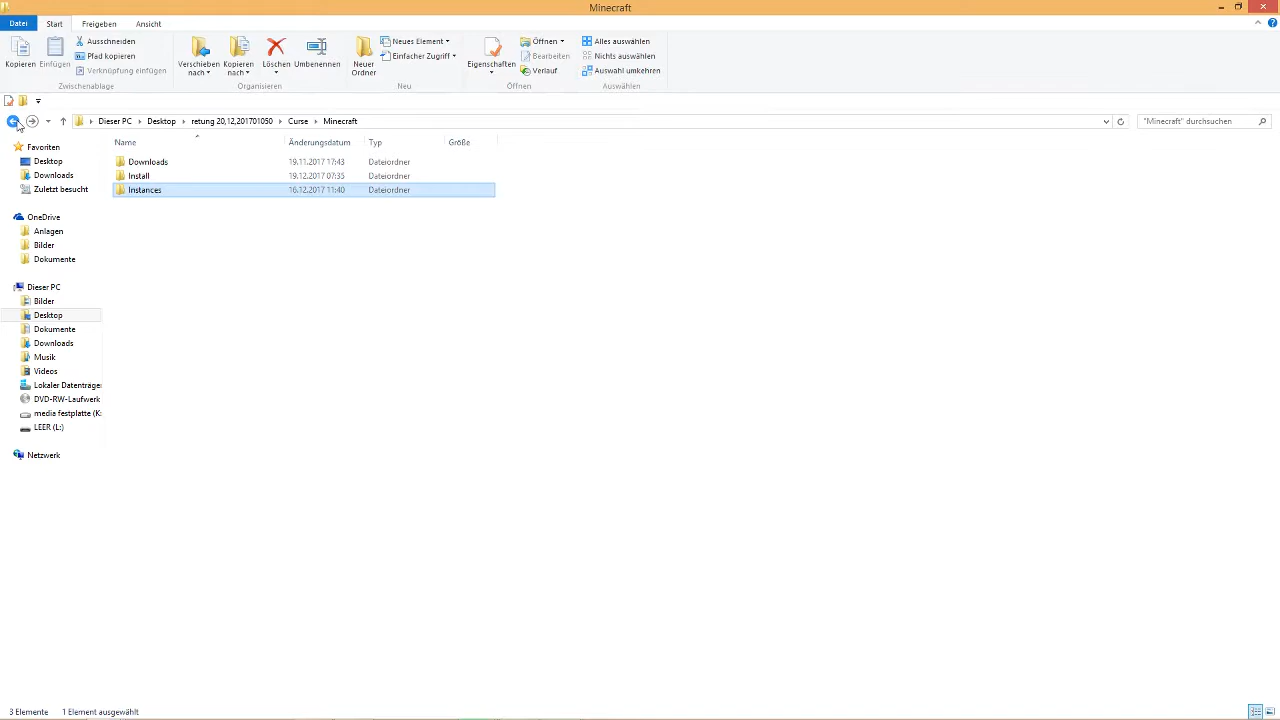 Minecraft
Datei Start Freigeben Ansicht
Kopieren Einfügen Ausschneiden Pfad kopieren Verknüpfung einfügen
Zwischenablage
Verschieben nach Kopieren nach Löschen Umbenennen
Organisieren
Neuer Ordner Neues Element Einfacher Zugriff
Neu
Eigenschaften Öffnen Bearbeiten Verlauf
Öffnen
Alles auswählen Nichts auswählen Auswahl umkehren
Auswählen
Dieser PC Desktop retung 20,12,201701050 Curse Minecraft
"Minecraft" durchsuchen
Name Änderungsdatum Typ Größe
Downloads 19.11.2017 17:43 Dateiordner
Install 19.12.2017 07:35 Dateiordner
Instances 16.12.2017 11:40 Dateiordner
Favoriten
Desktop
Downloads
Zuletzt besucht
OneDrive
Anlagen
Bilder
Dokumente
Dieser PC
Bilder
Desktop
Dokumente
Downloads
Musik
Videos
Lokaler Datenträger
DVD-RW-Laufwerk
media festplatte (K:
LEER (L:)
Netzwerk
3 Elemente 1 Element ausgewählt